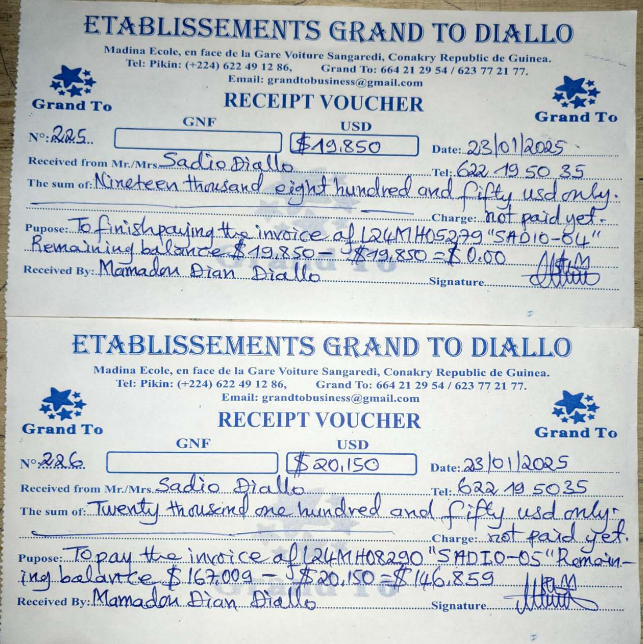 ETABLISSEMENTS GRAND TO DIALLO
Madina Ecole, en face de la Gare Voiture Sangaredi, Conakry Republic de Guinea.
Tel: Pikin: (+224) 622 49 12 86, Grand To: 664 21 29 54 / 623 77 21 77.
Email: grandtobusiness@gmail.com
Grand To RECEIPT VOUCHER Grand To
GNF USD
N°: 225 $19,850 Date: 23/01/2025
Received from Mr./Mrs. Sadio Diallo Tel: 622 19 50 35
The sum of: Nineteen thousand eight hundred and fifty usd only.
Charge: not paid yet.
Pupose: To finish paying the invoice of L24MH05279 "SADIO-04"
Remaining balance $19,850 - $19,850 = $0.00
Received By: Mamadou Dian Diallo Signature
Grand To
ETABLISSEMENTS GRAND TO DIALLO
Madina Ecole, en face de la Gare Voiture Sangaredi, Conakry Republic de Guinea.
Tel: Pikin: (+224) 622 49 12 86, Grand To: 664 21 29 54 / 623 77 21 77.
Email: grandtobusiness@gmail.com
Grand To RECEIPT VOUCHER Grand To
GNF USD
N°: 226 $20,150 Date: 23/01/2025
Received from Mr./Mrs. Sadio Diallo Tel: 622 19 50 35
The sum of: Twenty thousand one hundred and fifty usd only.
Charge: not paid yet.
Pupose: To pay the invoice of L24MH08290 "SADIO-05" Remain-
ing balance $167,009 - $20,150 = $146,859
Received By: Mamadou Dian Diallo Signature
Grand To